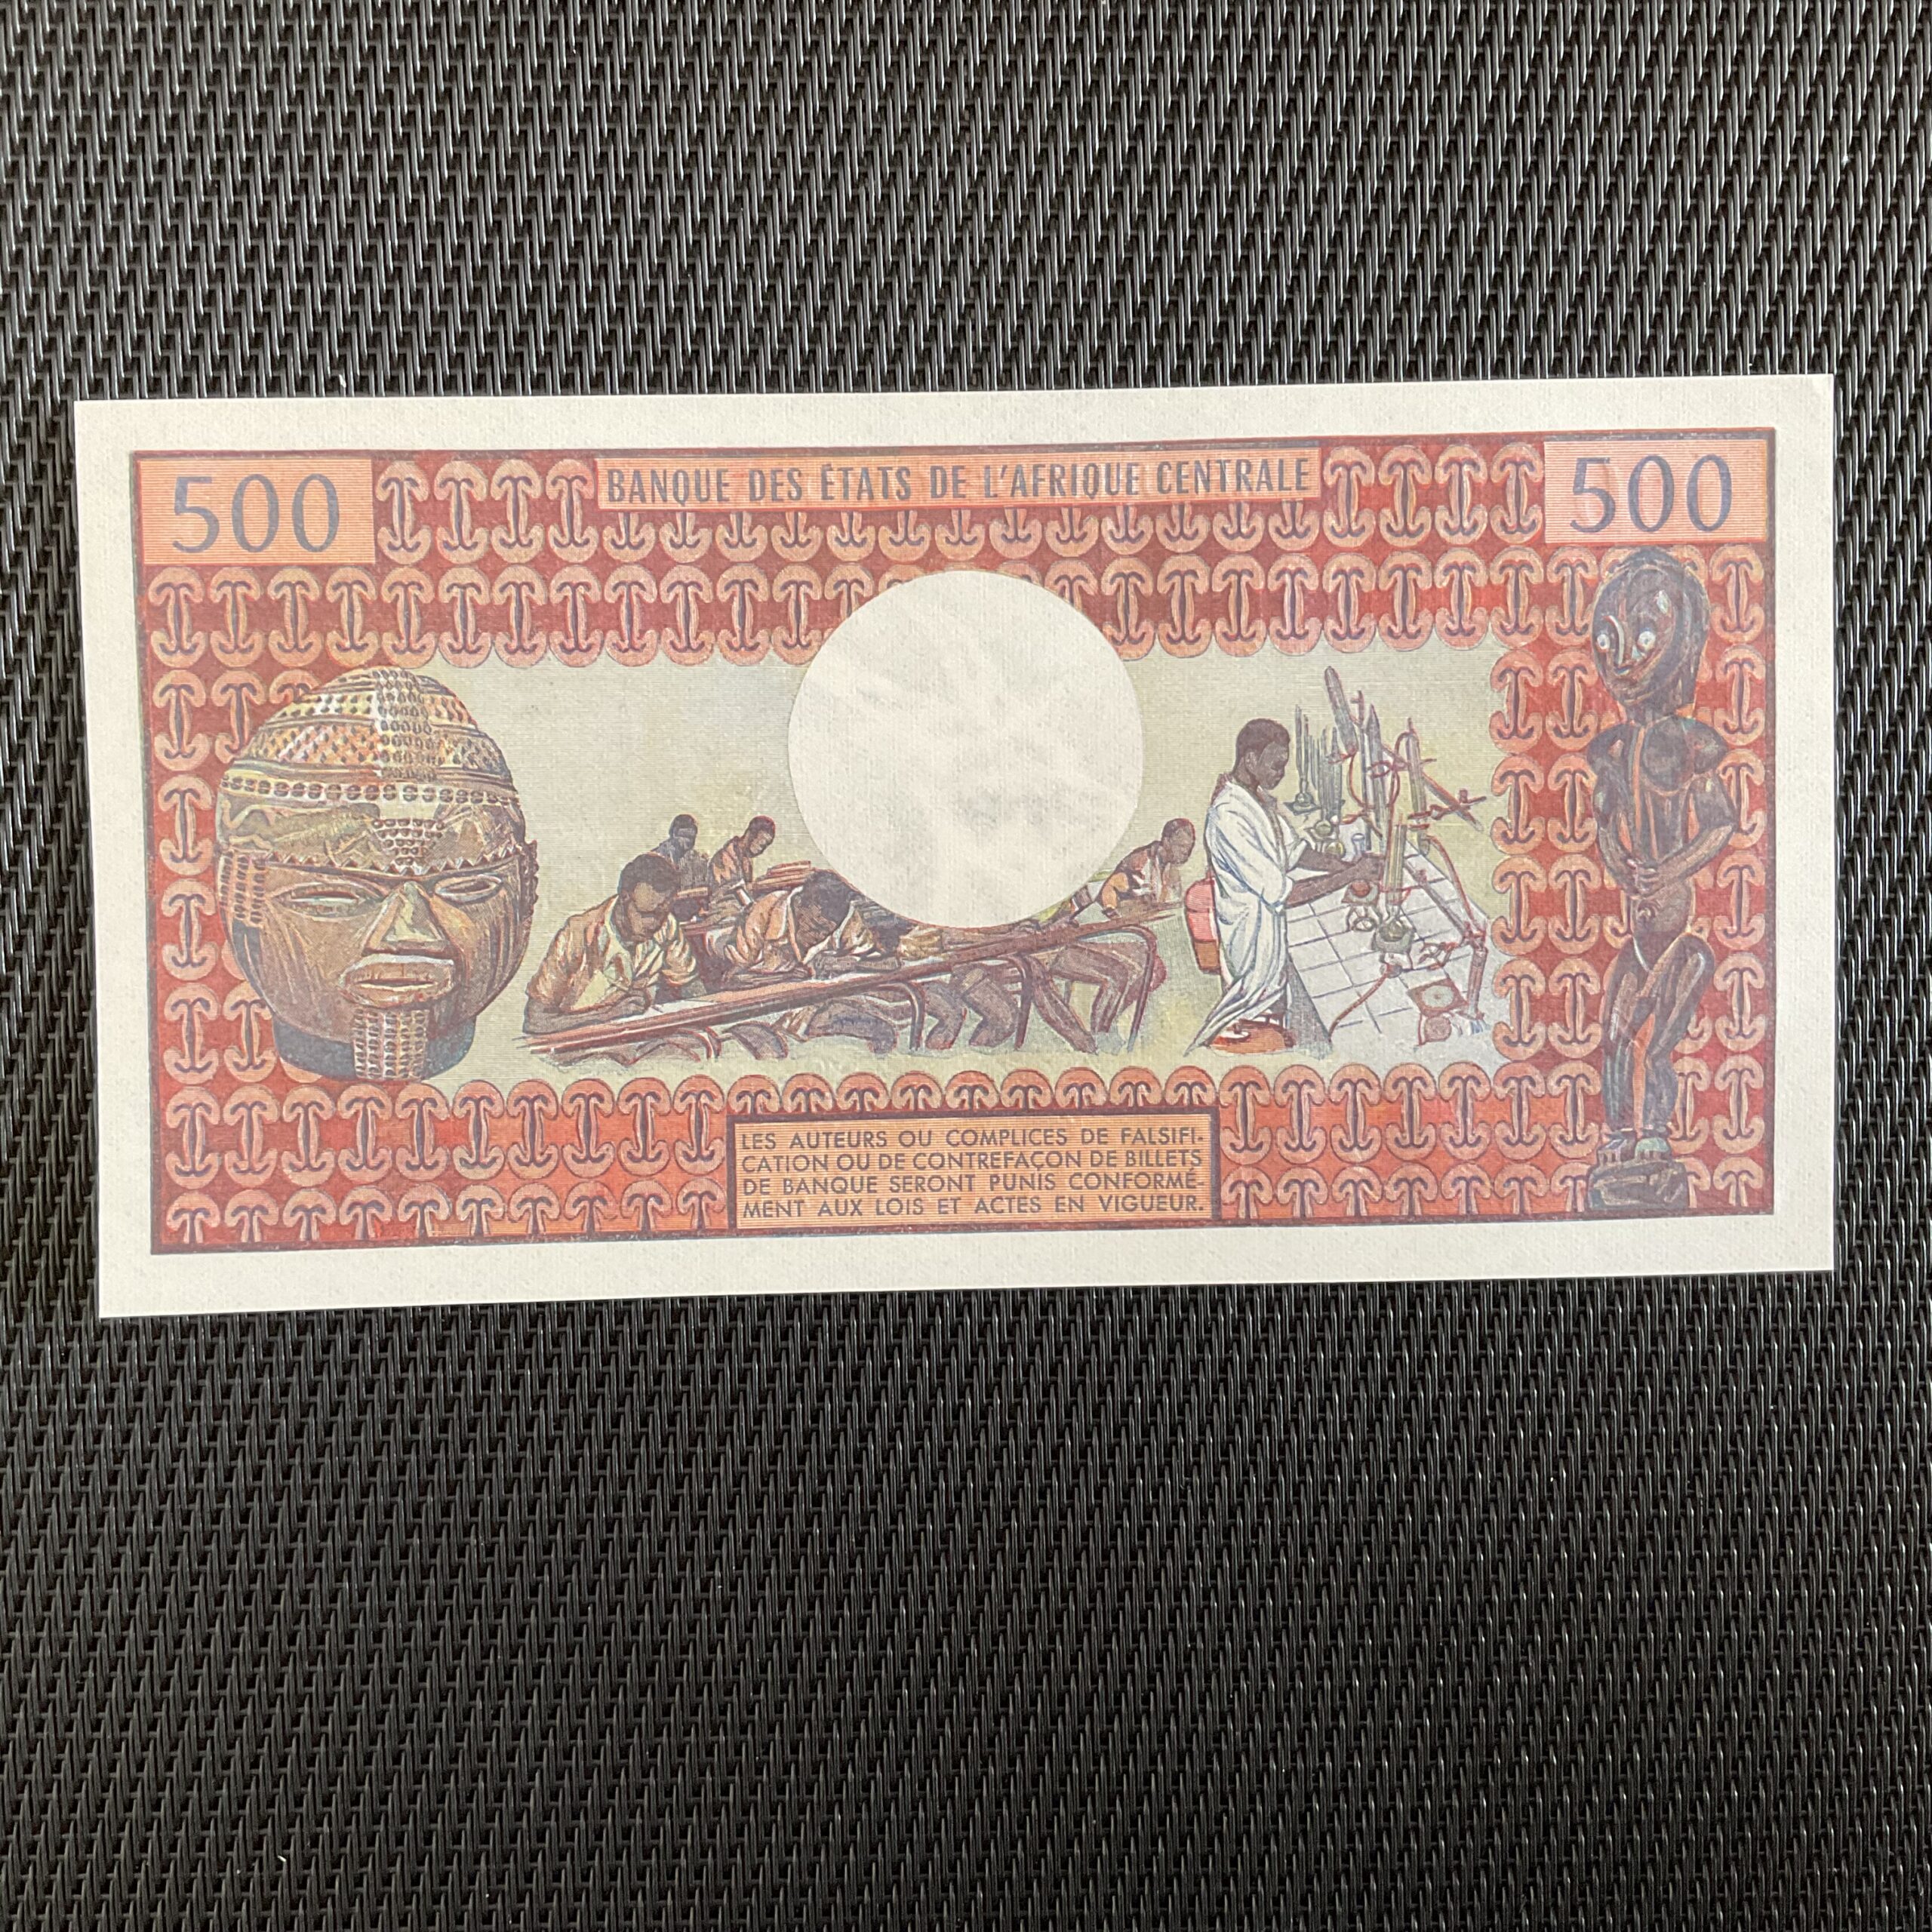 500
BANQUE DES ÉTATS DE L'AFRIQUE CENTRALE
500
LES AUTEURS OU COMPLICES DE FALSIFI-
CATION OU DE CONTREFAÇON DE BILLETS
DE BANQUE SERONT PUNIS CONFORMÉ-
MENT AUX LOIS ET ACTES EN VIGUEUR.